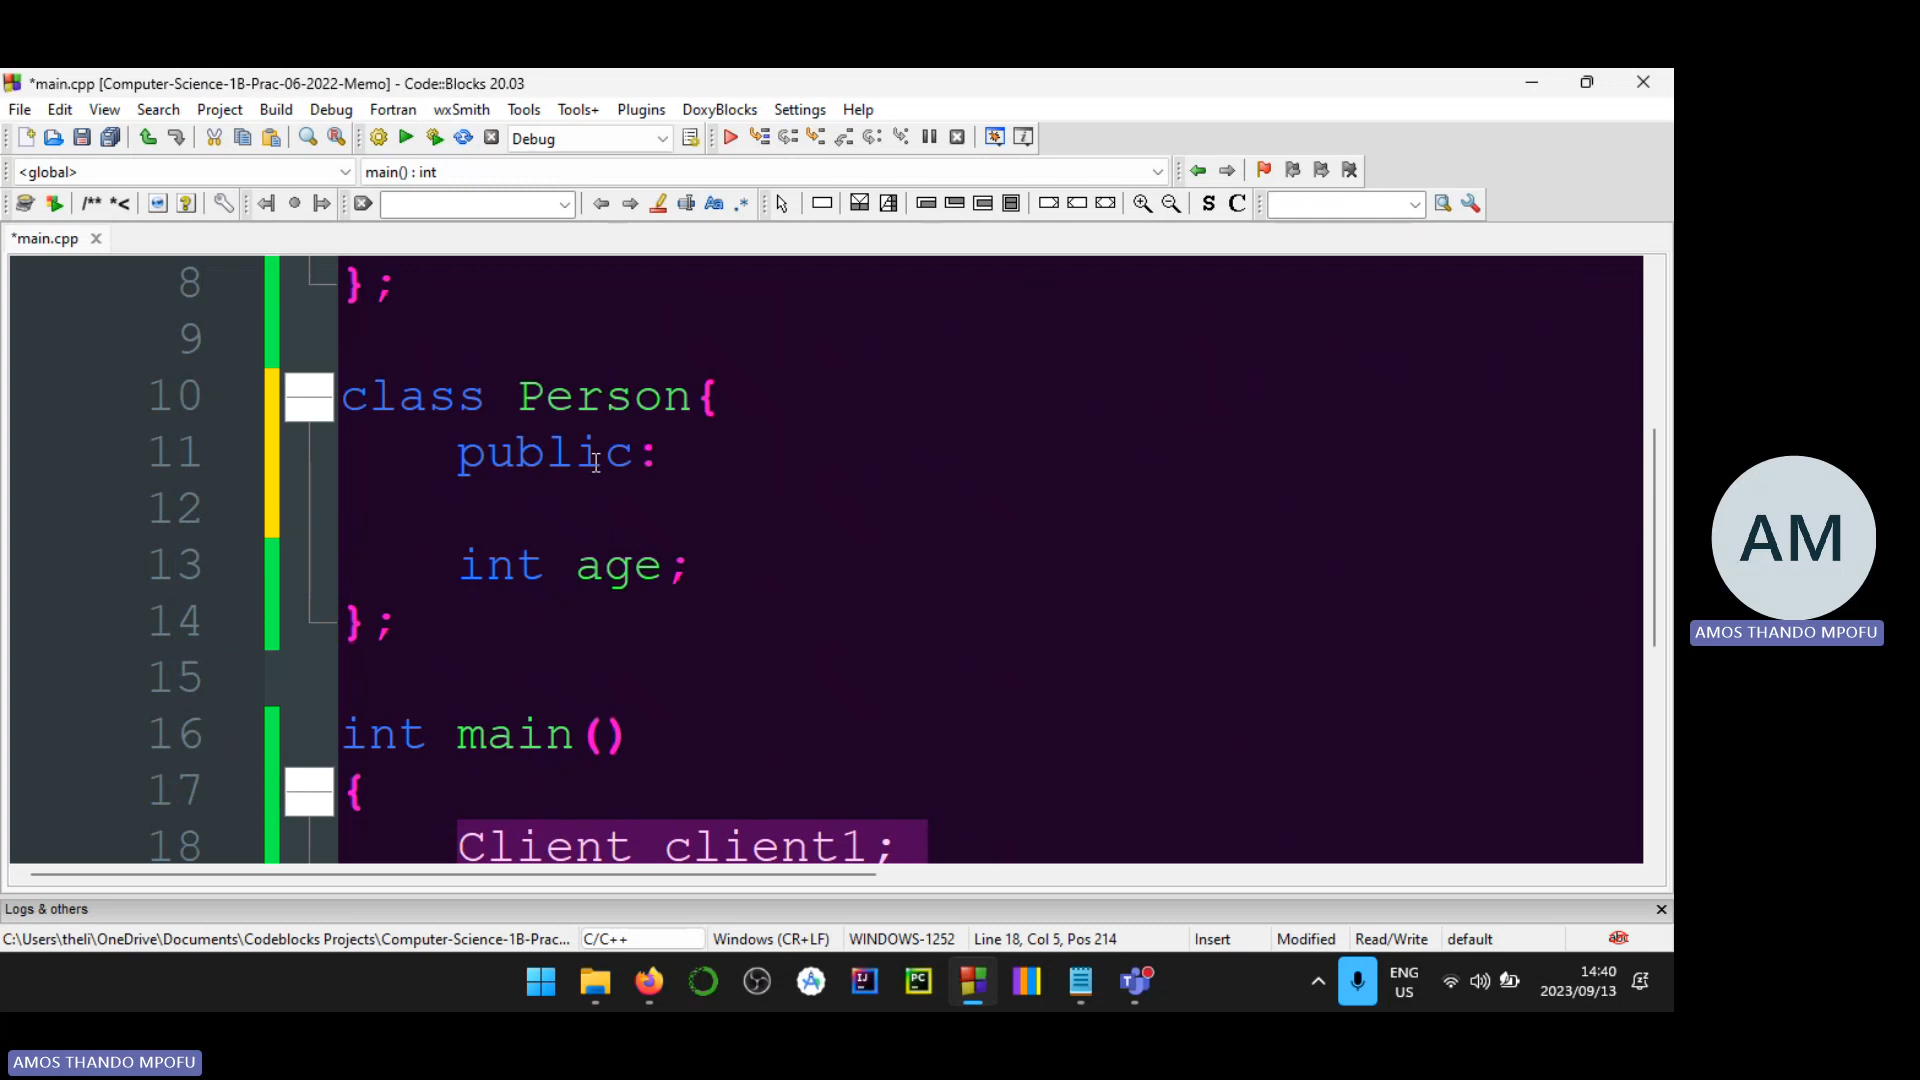 *main.cpp [Computer-Science-1B-Prac-06-2022-Memo] - Code::Blocks 20.03
File Edit View Search Project Build Debug Fortran wxSmith Tools Tools+ Plugins DoxyBlocks Settings Help
Debug
<global> main() : int
/** *< Aa .* S C
*main.cpp
8 };
9
10 class Person{
11 public:
12
13 int age;
14 };
15
16 int main()
17 {
18 Client client1;
AM
AMOS THANDO MPOFU
Logs & others
C:\Users\theli\OneDrive\Documents\Codeblocks Projects\Computer-Science-1B-Prac... C/C++ Windows (CR+LF) WINDOWS-1252 Line 18, Col 5, Pos 214 Insert Modified Read/Write default abc
IJ PC T ENG US 14:40 2023/09/13
AMOS THANDO MPOFU